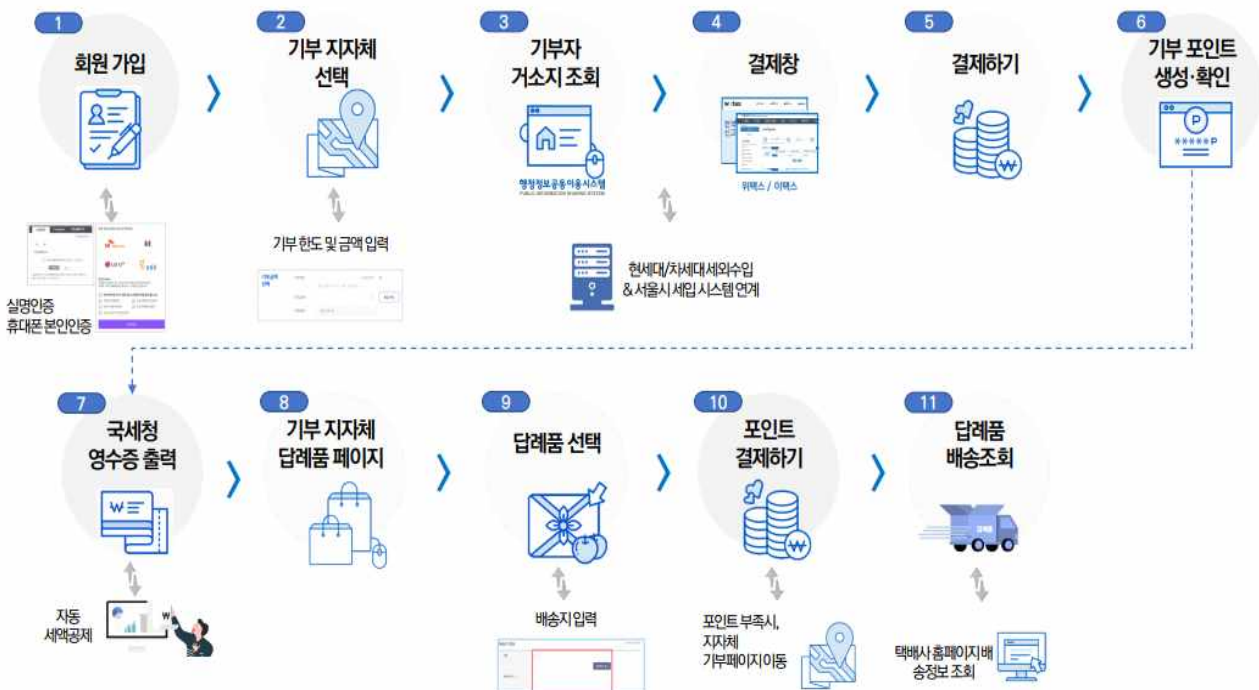 1
회원 가입
실명인증
휴대폰 본인인증
2
기부 지자체
선택
기부 한도 및 금액 입력
3
기부자
거소지 조회
행정정보공동이용시스템
PUBLIC INFORMATION SHARING SYSTEM
4
결제창
위택스 / 이택스
현세대/차세대 세외수입
& 서울시 세입 시스템 연계
5
결제하기
6
기부 포인트
생성·확인
P
*****P
7
국세청
영수증 출력
자동
세액공제
8
기부 지자체
답례품 페이지
9
답례품 선택
배송지 입력
10
포인트
결제하기
포인트 부족시,
지자체
기부페이지 이동
11
답례품
배송조회
택배사 홈페이지 배
송정보 조회